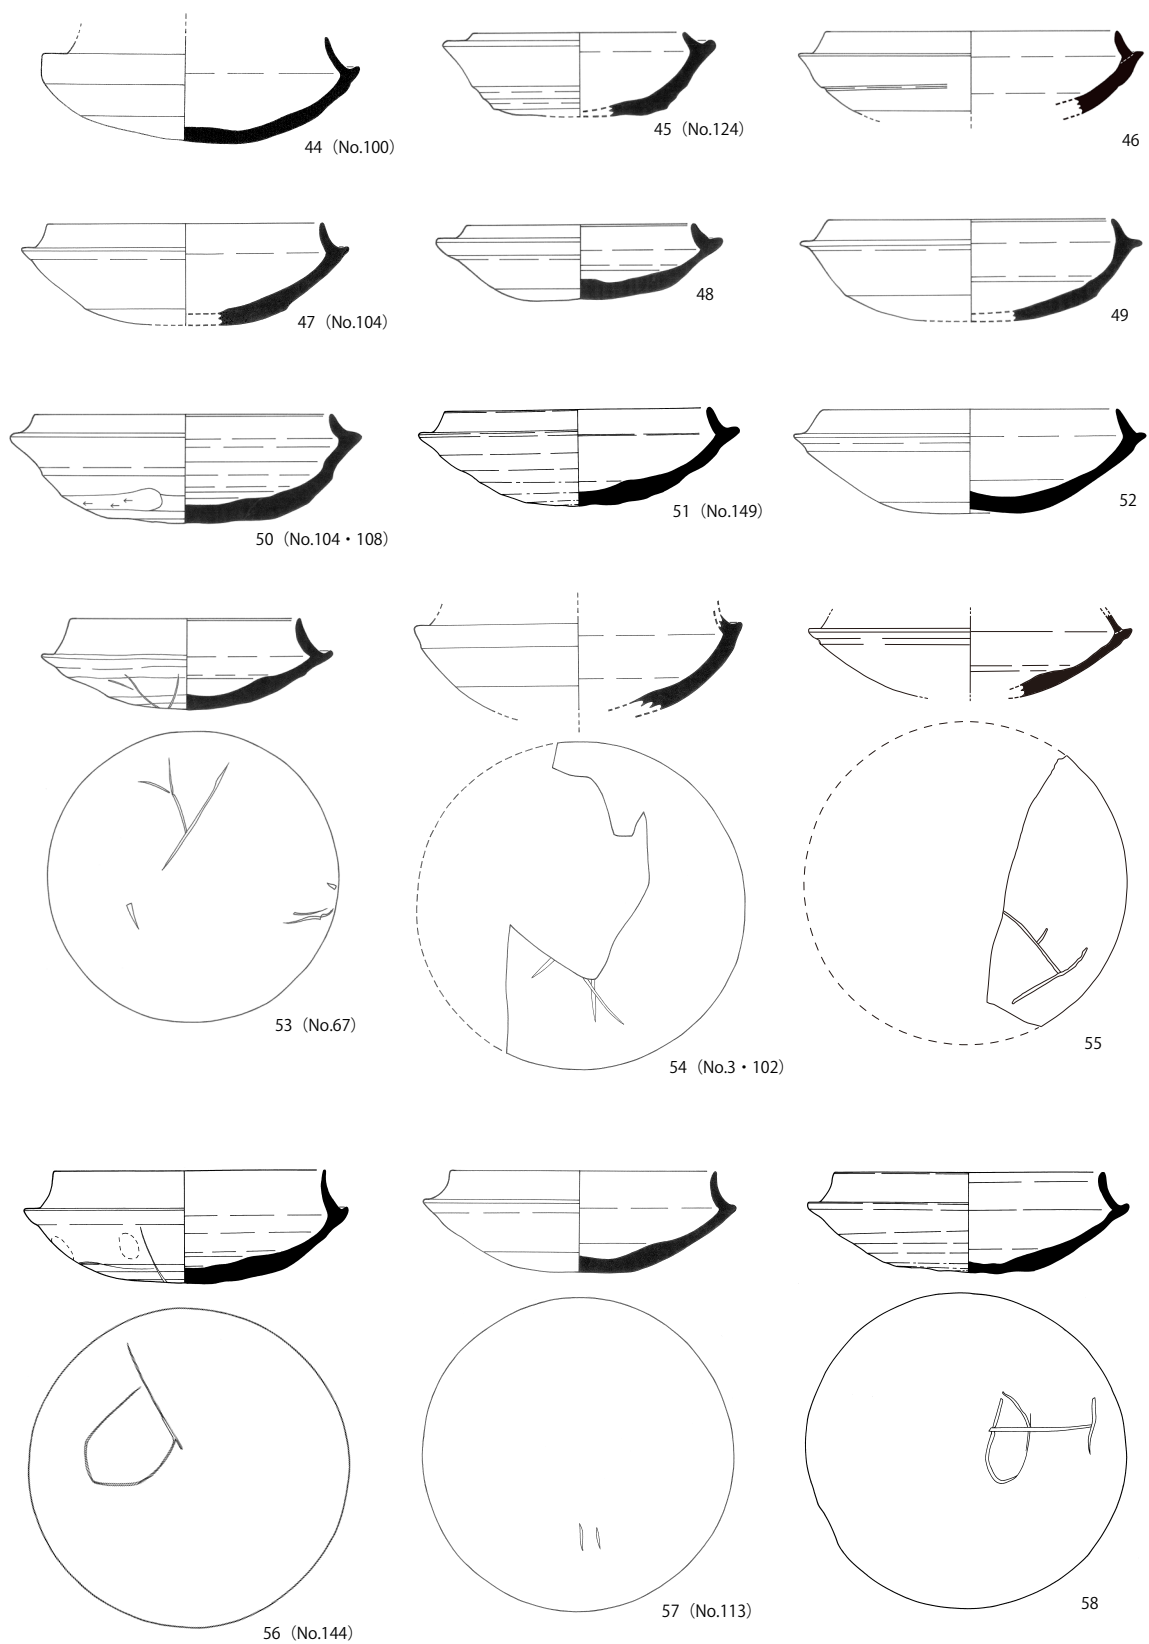 44（No.100）
45（No.124）
46
47（No.104）
48
49
50（No.104・108）
51（No.149）
52
53（No.67）
54（No.3・102）
55
56（No.144）
57（No.113）
58